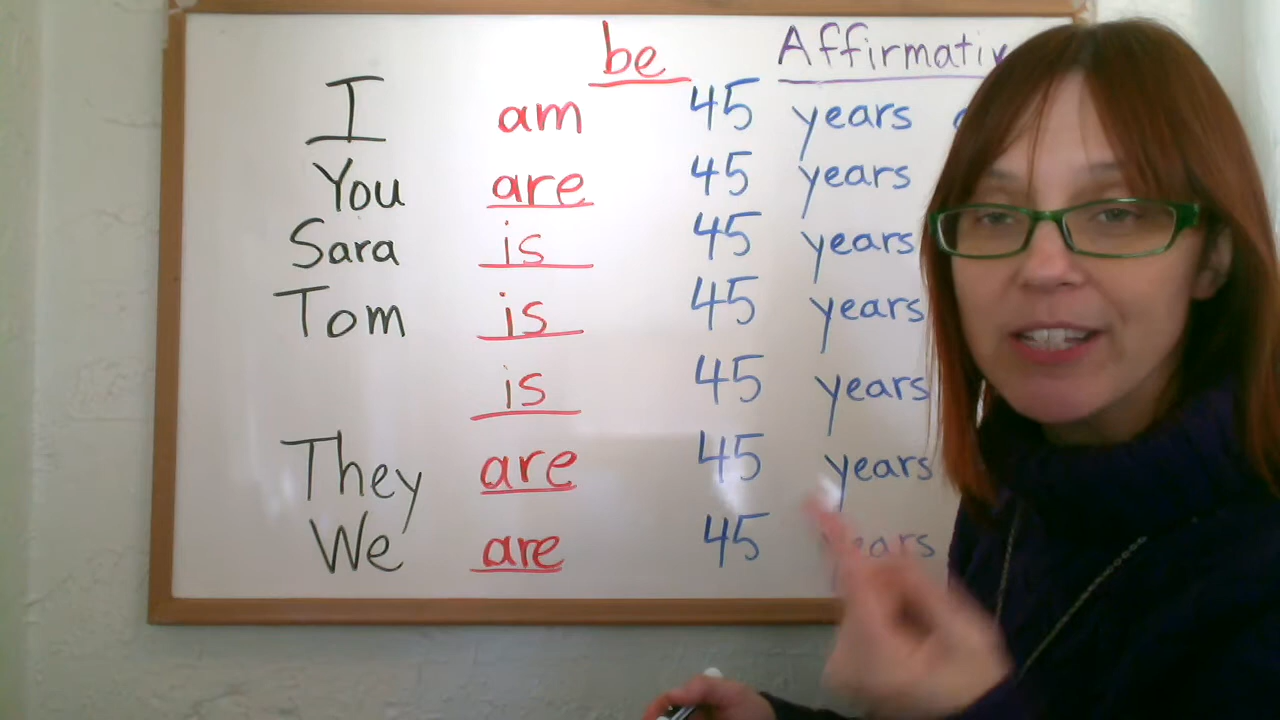 be Affirmativ
I am 45 years
You are 45 years
Sara is 45 years
Tom is 45 years
is 45 years
They are 45 years
We are 45 years